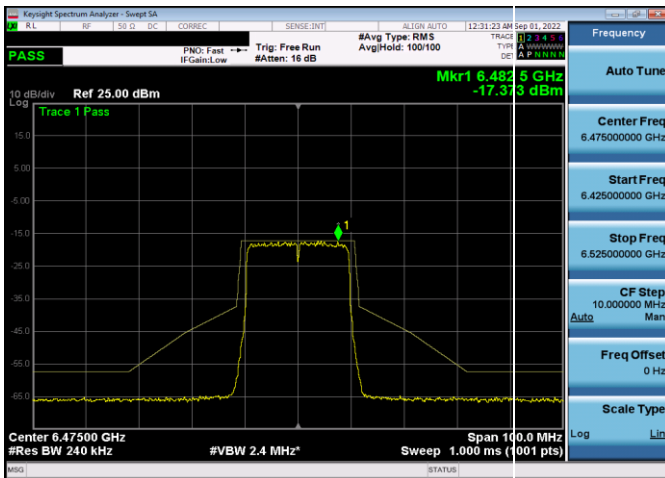 Keysight Spectrum Analyzer - Swept SA
RL RF 50 Ω DC CORREC SENSE:INT ALIGN AUTO 12:31:23 AM Sep 01, 2022
PASS
PNO: Fast
IFGain:Low
Trig: Free Run
#Atten: 16 dB
#Avg Type: RMS
Avg|Hold: 100/100
TRACE 1 2 3 4 5 6
TYPE A WWWWW
DET A P N N N N
Mkr1 6.482 5 GHz
-17.373 dBm
10 dB/div Ref 25.00 dBm
Log
Trace 1 Pass
15.0
5.00
-5.00
-15.0
-25.0
-35.0
-45.0
-55.0
-65.0
1
Center 6.47500 GHz
Span 100.0 MHz
#Res BW 240 kHz
#VBW 2.4 MHz*
Sweep 1.000 ms (1001 pts)
MSG
STATUS
Frequency
Auto Tune
Center Freq
6.475000000 GHz
Start Freq
6.425000000 GHz
Stop Freq
6.525000000 GHz
CF Step
10.000000 MHz
Auto Man
Freq Offset
0 Hz
Scale Type
Log Lin